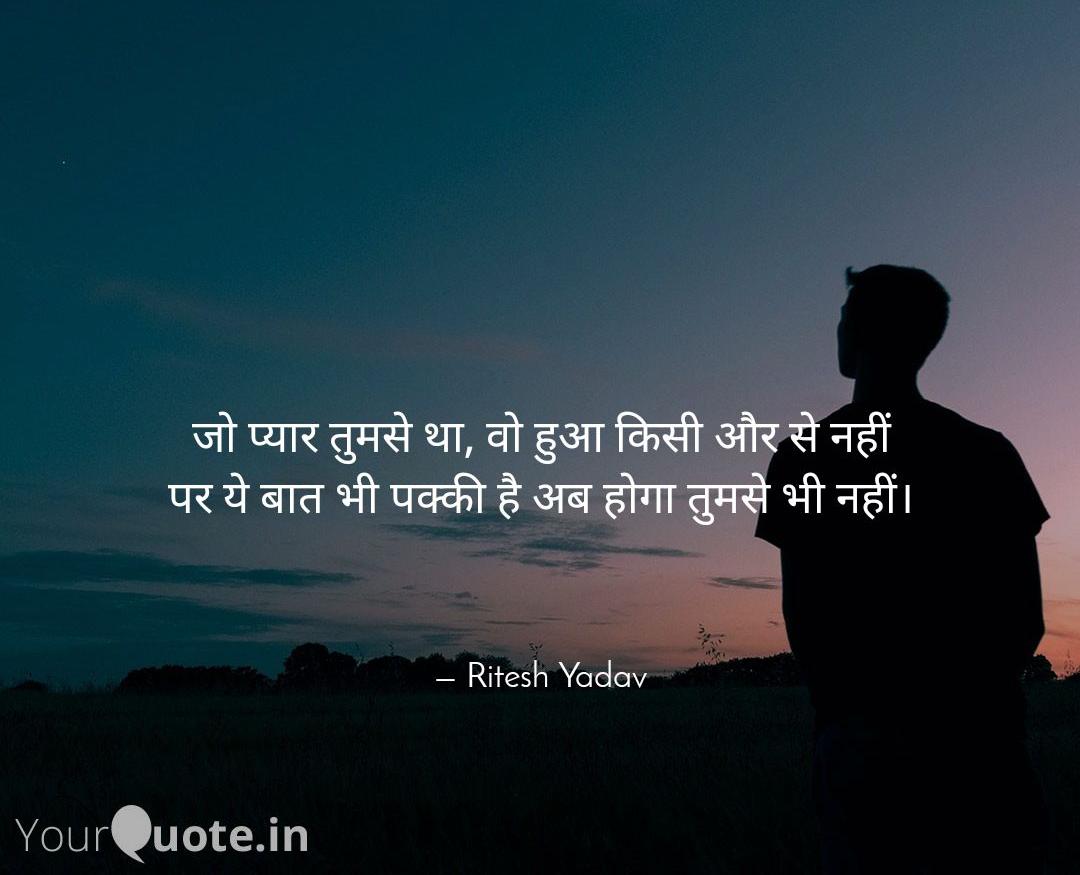 जो प्यार तुमसे था, वो हुआ किसी और से नहीं
पर ये बात भी पक्की है अब होगा तुमसे भी नहीं।
— Ritesh Yadav
YourQuote.in